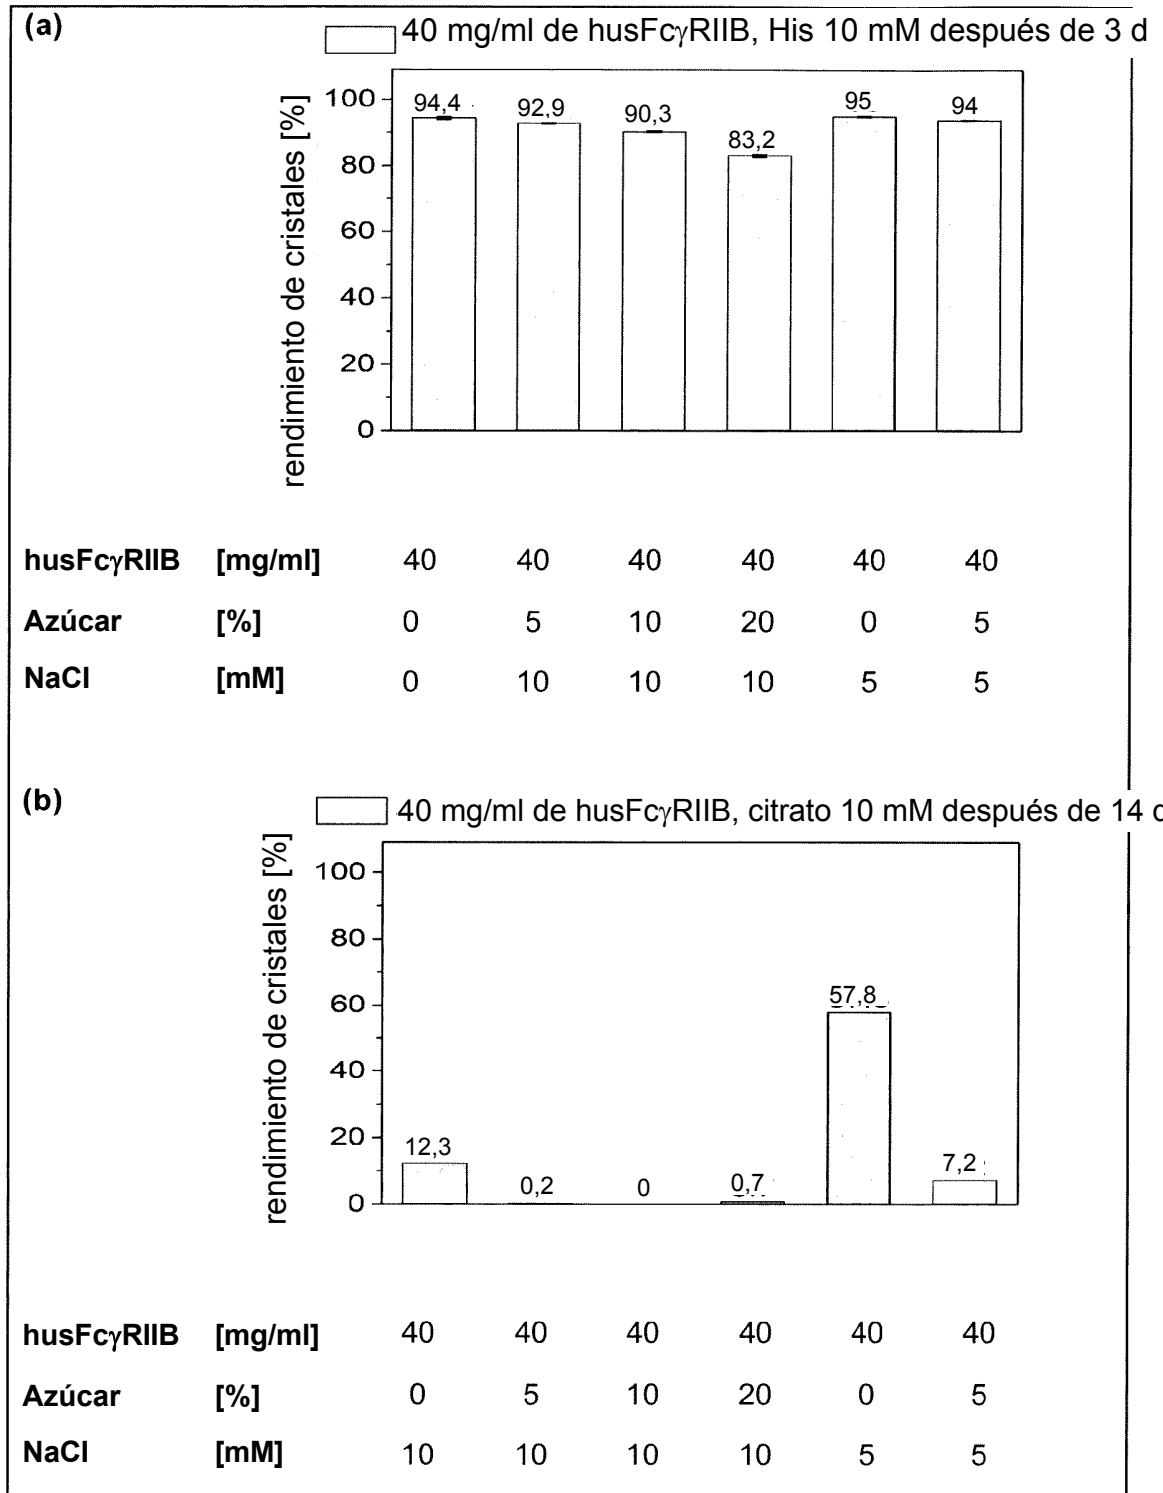 (a)
40 mg/ml de husFcγRIIB, His 10 mM después de 3 d
rendimiento de cristales [%]
100
80
60
40
20
0
94,4 92,9 90,3 83,2 95 94
husFcγRIIB [mg/ml] 40 40 40 40 40 40
Azúcar [%] 0 5 10 20 0 5
NaCl [mM] 0 10 10 10 5 5
(b)
40 mg/ml de husFcγRIIB, citrato 10 mM después de 14 d
rendimiento de cristales [%]
100
80
60
40
20
0
12,3 0,2 0 0,7 57,8 7,2
husFcγRIIB [mg/ml] 40 40 40 40 40 40
Azúcar [%] 0 5 10 20 0 5
NaCl [mM] 10 10 10 10 5 5